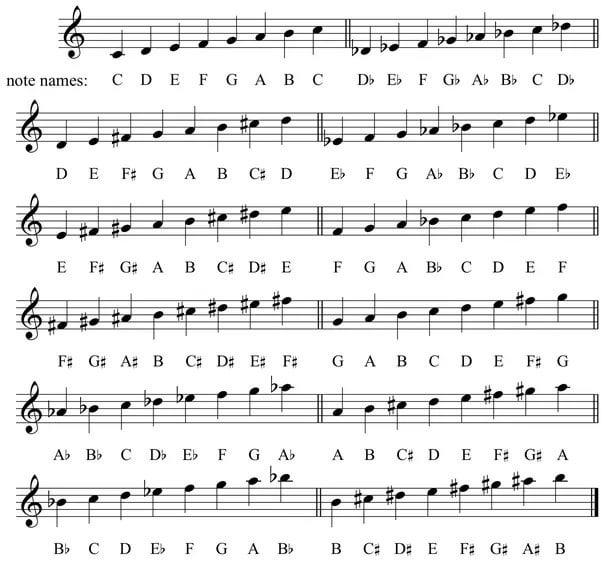 note names: C D E F G A B C D♭ E♭ F G♭ A♭ B♭ C D♭
D E F♯ G A B C♯ D E♭ F G A♭ B♭ C D E♭
E F♯ G♯ A B C♯ D♯ E F G A B♭ C D E F
F♯ G♯ A♯ B C♯ D♯ E♯ F♯ G A B C D E F♯ G
A♭ B♭ C D♭ E♭ F G A♭ A B C♯ D E F♯ G♯ A
B♭ C D E♭ F G A B♭ B C♯ D♯ E F♯ G♯ A♯ B